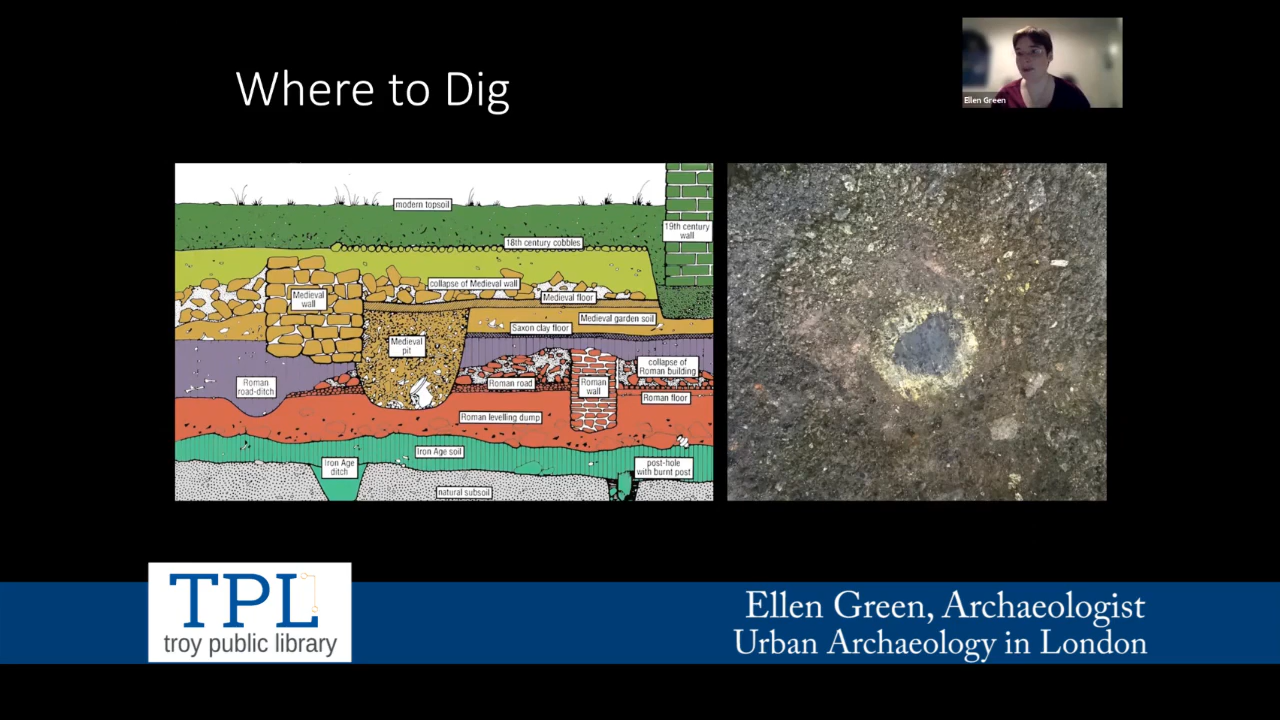 Where to Dig
Ellen Green
modern topsoil
19th century
wall
18th century cobbles
collapse of Medieval wall
Medieval
wall
Medieval floor
Medieval garden soil
Saxon clay floor
Medieval
pit
collapse of
Roman building
Roman
road-ditch
Roman road
Roman
wall
Roman floor
Roman levelling dump
Iron Age soil
Iron Age
ditch
post-hole
with burnt post
natural subsoil
TPL
troy public library
Ellen Green, Archaeologist
Urban Archaeology in London